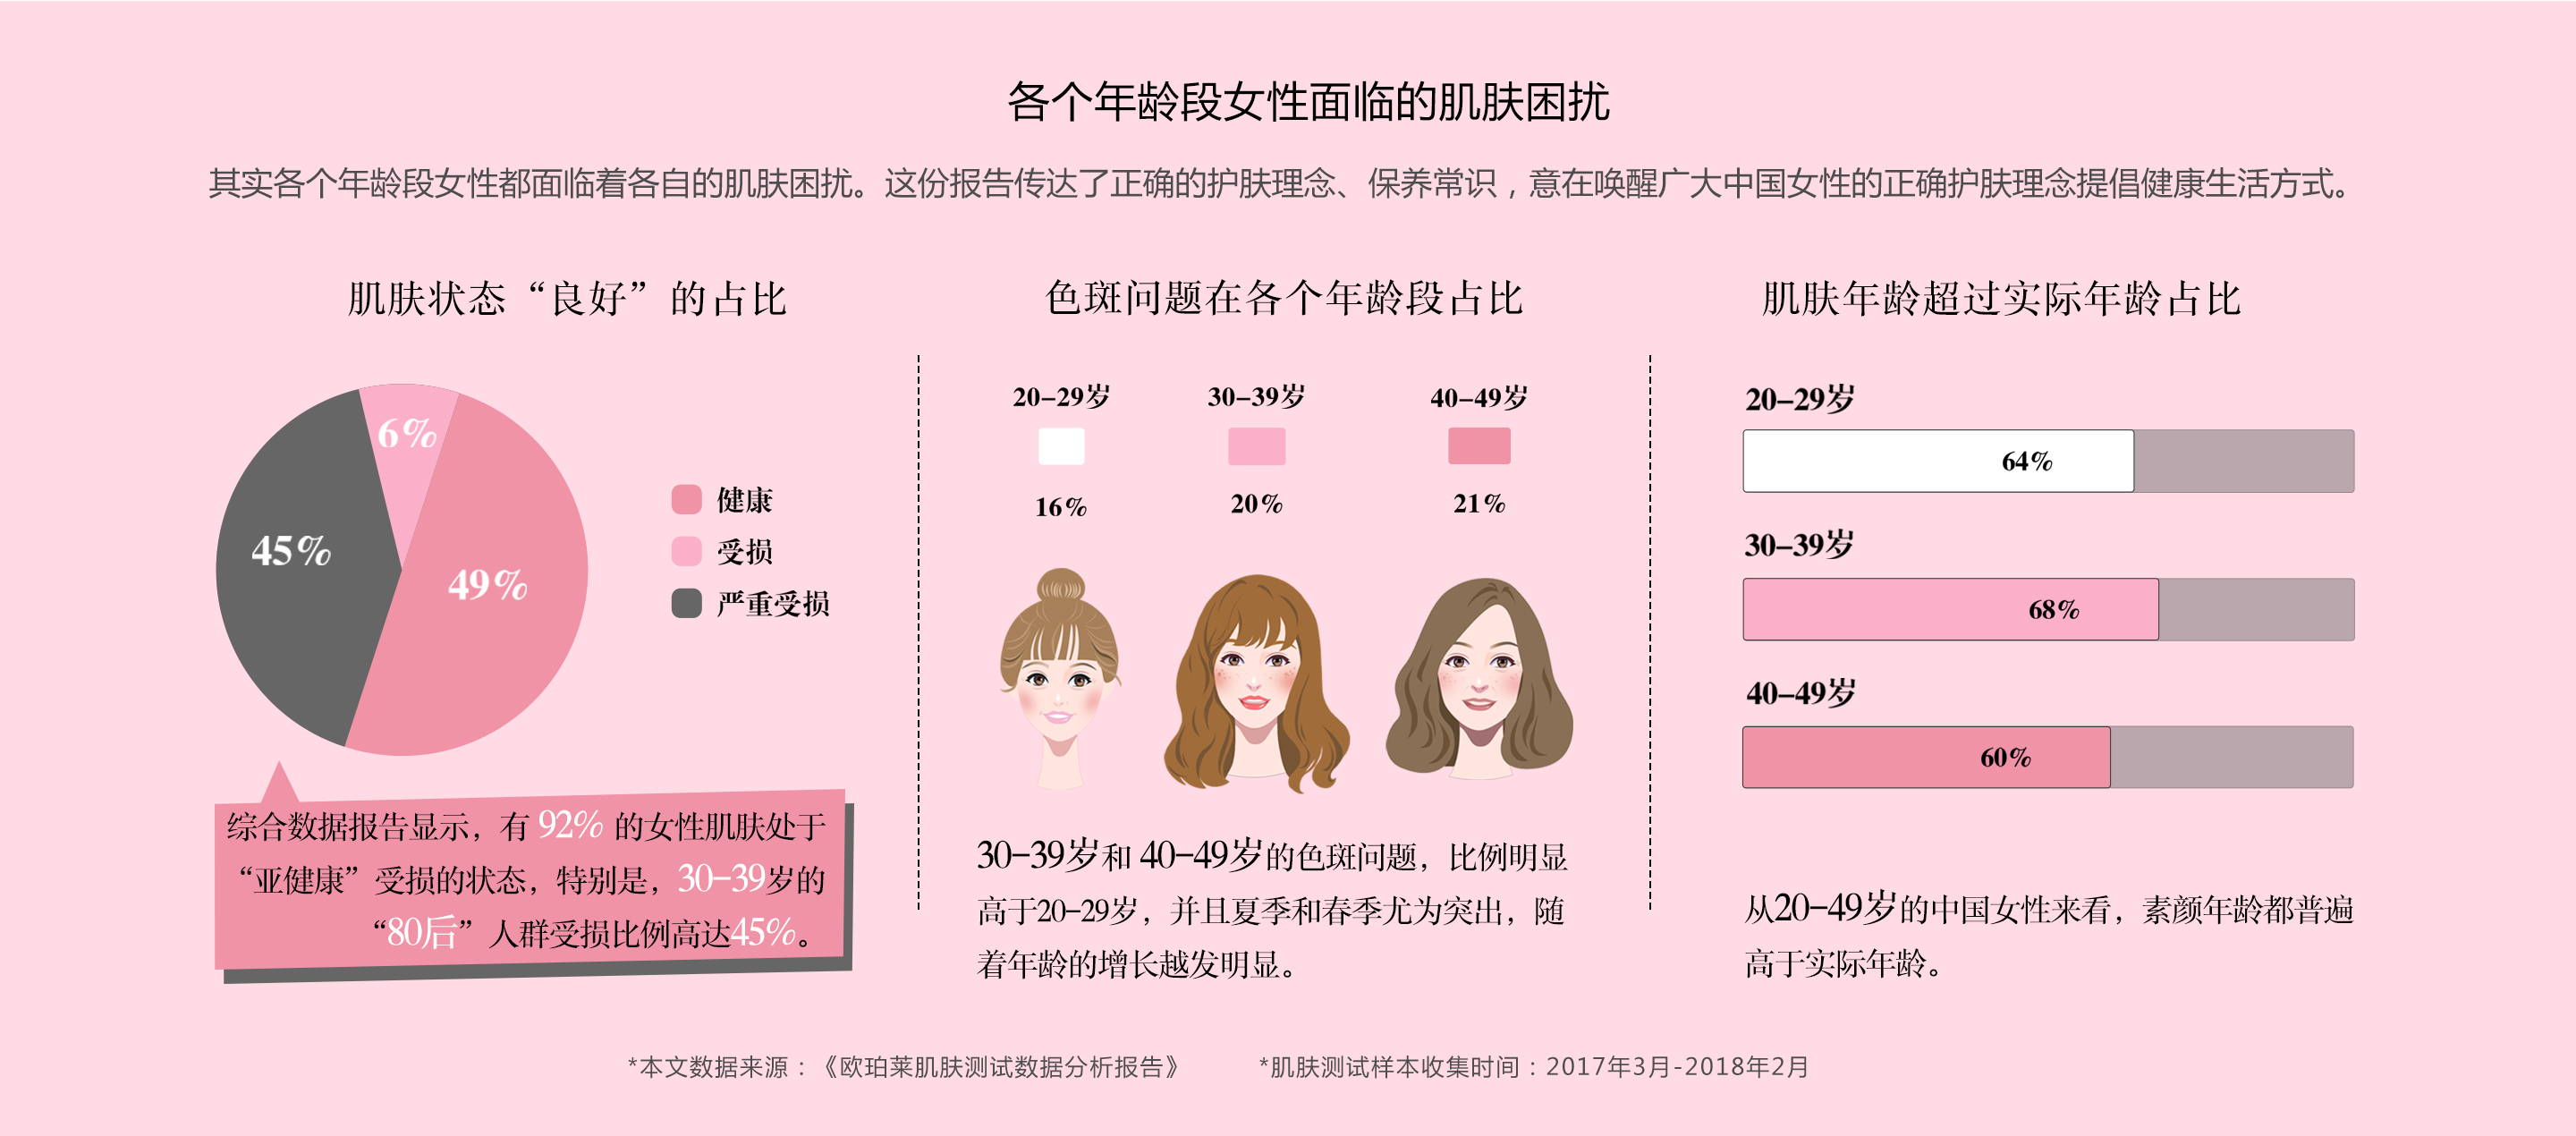 各个年龄段女性面临的肌肤困扰
其实各个年龄段女性都面临着各自的肌肤困扰。这份报告传达了正确的护肤理念、保养常识，意在唤醒广大中国女性的正确护肤理念提倡健康生活方式。
肌肤状态“良好”的占比
6%
45%
49%
健康
受损
严重受损
综合数据报告显示，有 92% 的女性肌肤处于
“亚健康”受损的状态，特别是，30-39岁的
“80后”人群受损比例高达45%。
色斑问题在各个年龄段占比
20-29岁 30-39岁 40-49岁
16% 20% 21%
30-39岁和 40-49岁的色斑问题，比例明显
高于20-29岁，并且夏季和春季尤为突出，随
着年龄的增长越发明显。
肌肤年龄超过实际年龄占比
20-29岁
64%
30-39岁
68%
40-49岁
60%
从20-49岁的中国女性来看，素颜年龄都普遍
高于实际年龄。
*本文数据来源：《欧珀莱肌肤测试数据分析报告》 *肌肤测试样本收集时间：2017年3月-2018年2月